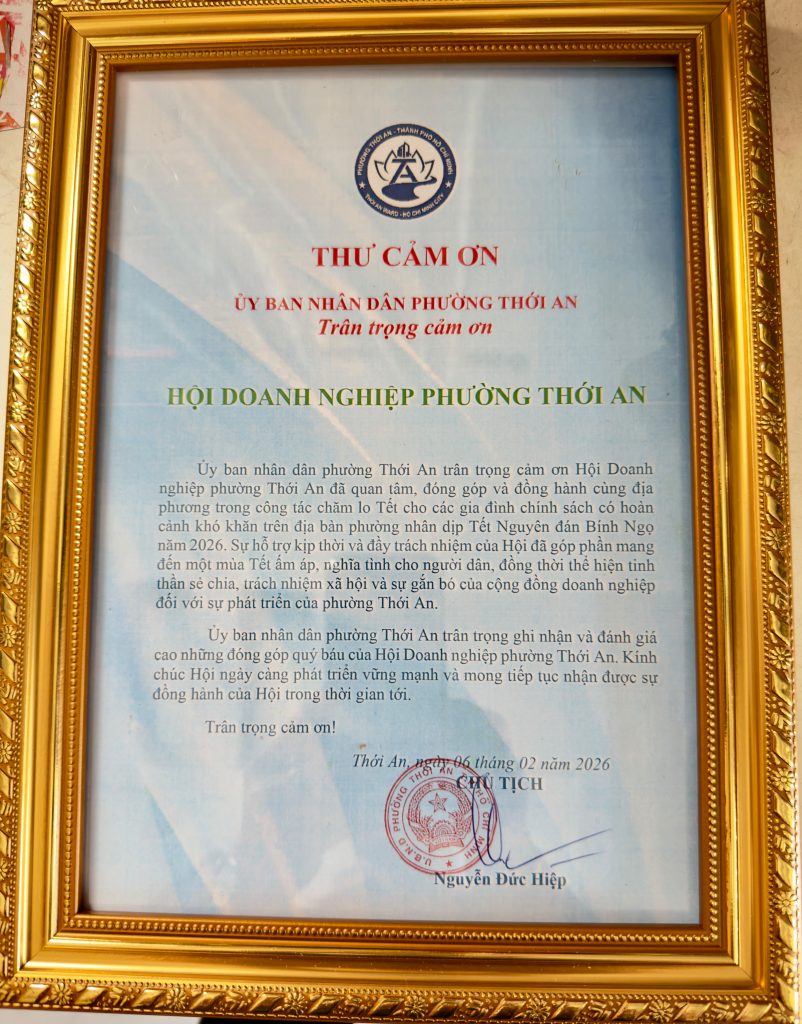 PHƯỜNG THỚI AN - THÀNH PHỐ HỒ CHÍ MINH
TA
THOI AN WARD - HO CHI MINH CITY
THƯ CẢM ƠN
ỦY BAN NHÂN DÂN PHƯỜNG THỚI AN
Trân trọng cảm ơn
HỘI DOANH NGHIỆP PHƯỜNG THỚI AN
Ủy ban nhân dân phường Thới An trân trọng cảm ơn Hội Doanh
nghiệp phường Thới An đã quan tâm, đóng góp và đồng hành cùng địa
phương trong công tác chăm lo Tết cho các gia đình chính sách có hoàn
cảnh khó khăn trên địa bàn phường nhân dịp Tết Nguyên đán Bính Ngọ
năm 2026. Sự hỗ trợ kịp thời và đầy trách nhiệm của Hội đã góp phần mang
đến một mùa Tết ấm áp, nghĩa tình cho người dân, đồng thời thể hiện tinh
thần sẻ chia, trách nhiệm xã hội và sự gắn bó của cộng đồng doanh nghiệp
đối với sự phát triển của phường Thới An.
Ủy ban nhân dân phường Thới An trân trọng ghi nhận và đánh giá
cao những đóng góp quý báu của Hội Doanh nghiệp phường Thới An. Kính
chúc Hội ngày càng phát triển vững mạnh và mong tiếp tục nhận được sự
đồng hành của Hội trong thời gian tới.
Trân trọng cảm ơn!
Thới An, ngày 06 tháng 02 năm 2026
CHỦ TỊCH
U.B.N.D PHƯỜNG THỚI AN HỒ CHÍ MINH
Nguyễn Đức Hiệp